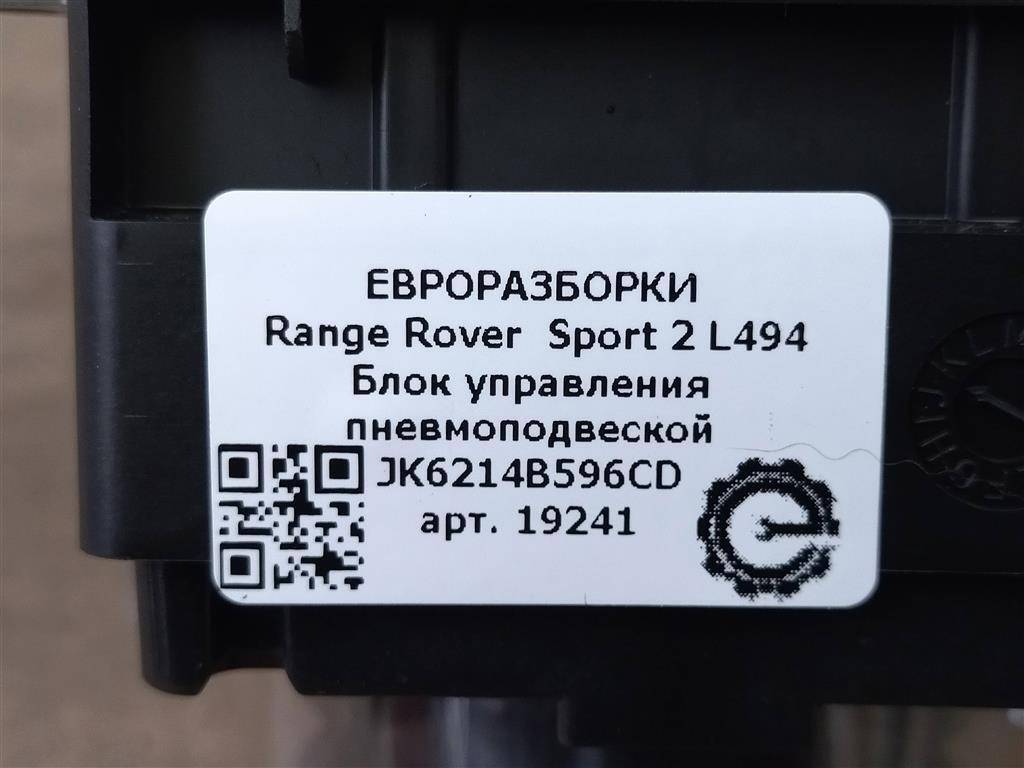 ЕВРОРАЗБОРКИ
Range Rover  Sport 2 L494
Блок управления
пневмоподвеской
JK6214B596CD
арт. 19241